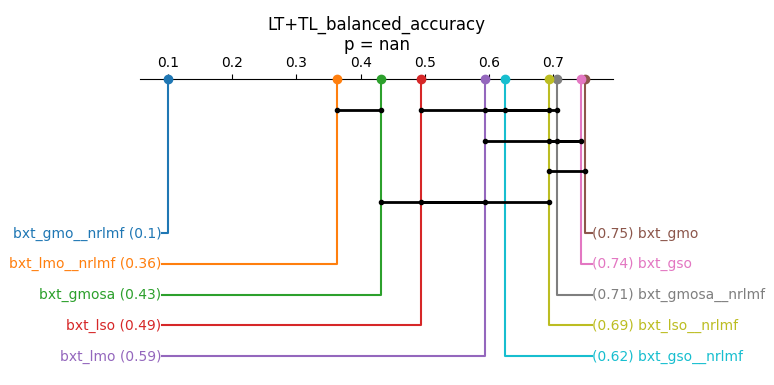 LT+TL_balanced_accuracy
p = nan
0.1 0.2 0.3 0.4 0.5 0.6 0.7
bxt_gmo__nrlmf (0.1) (0.75) bxt_gmo
bxt_lmo__nrlmf (0.36) (0.74) bxt_gso
bxt_gmosa (0.43) (0.71) bxt_gmosa__nrlmf
bxt_lso (0.49) (0.69) bxt_lso__nrlmf
bxt_lmo (0.59) (0.62) bxt_gso__nrlmf